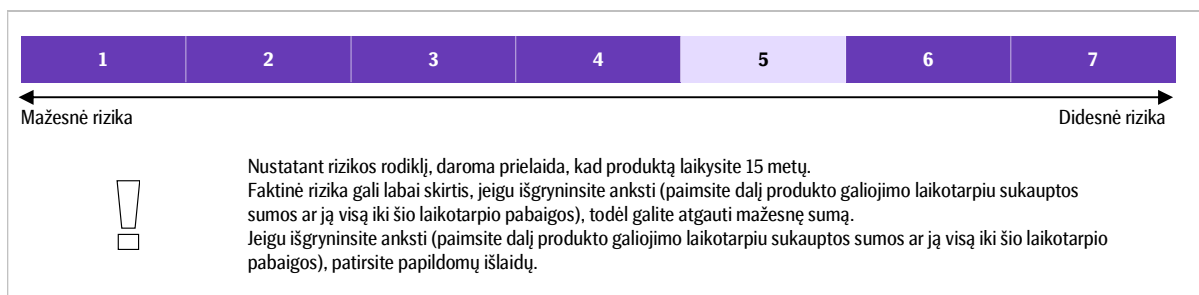 1 2 3 4 5 6 7
Mažesnė rizika Didesnė rizika
Nustatant rizikos rodiklį, daroma prielaida, kad produktą laikysite 15 metų.
Faktinė rizika gali labai skirtis, jeigu išgryninsite anksti (paimsite dalį produkto galiojimo laikotarpiu sukauptos
sumos ar ją visą iki šio laikotarpio pabaigos), todėl galite atgauti mažesnę sumą.
Jeigu išgryninsite anksti (paimsite dalį produkto galiojimo laikotarpiu sukauptos sumos ar ją visą iki šio laikotarpio
pabaigos), patirsite papildomų išlaidų.